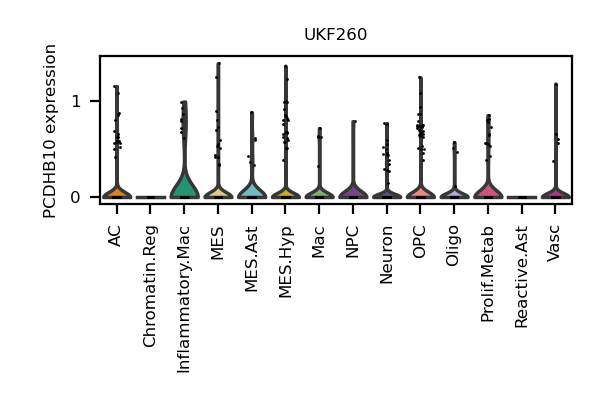 UKF260
PCDHB10 expression
1
0
AC
Chromatin.Reg
Inflammatory.Mac
MES
MES.Ast
MES.Hyp
Mac
NPC
Neuron
OPC
Oligo
Prolif.Metab
Reactive.Ast
Vasc